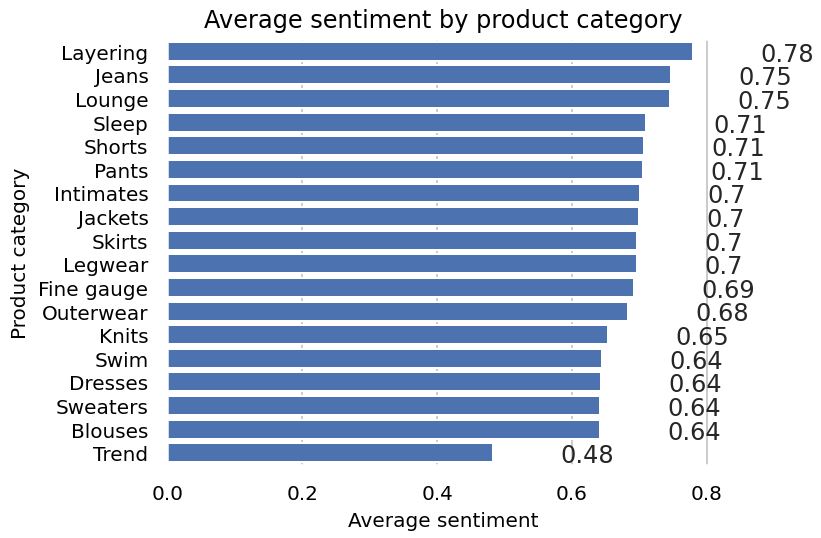 Average sentiment by product category
Product category
Layering 0.78
Jeans 0.75
Lounge 0.75
Sleep 0.71
Shorts 0.71
Pants 0.71
Intimates 0.7
Jackets 0.7
Skirts 0.7
Legwear 0.7
Fine gauge 0.69
Outerwear 0.68
Knits 0.65
Swim 0.64
Dresses 0.64
Sweaters 0.64
Blouses 0.64
Trend 0.48
0.0 0.2 0.4 0.6 0.8
Average sentiment